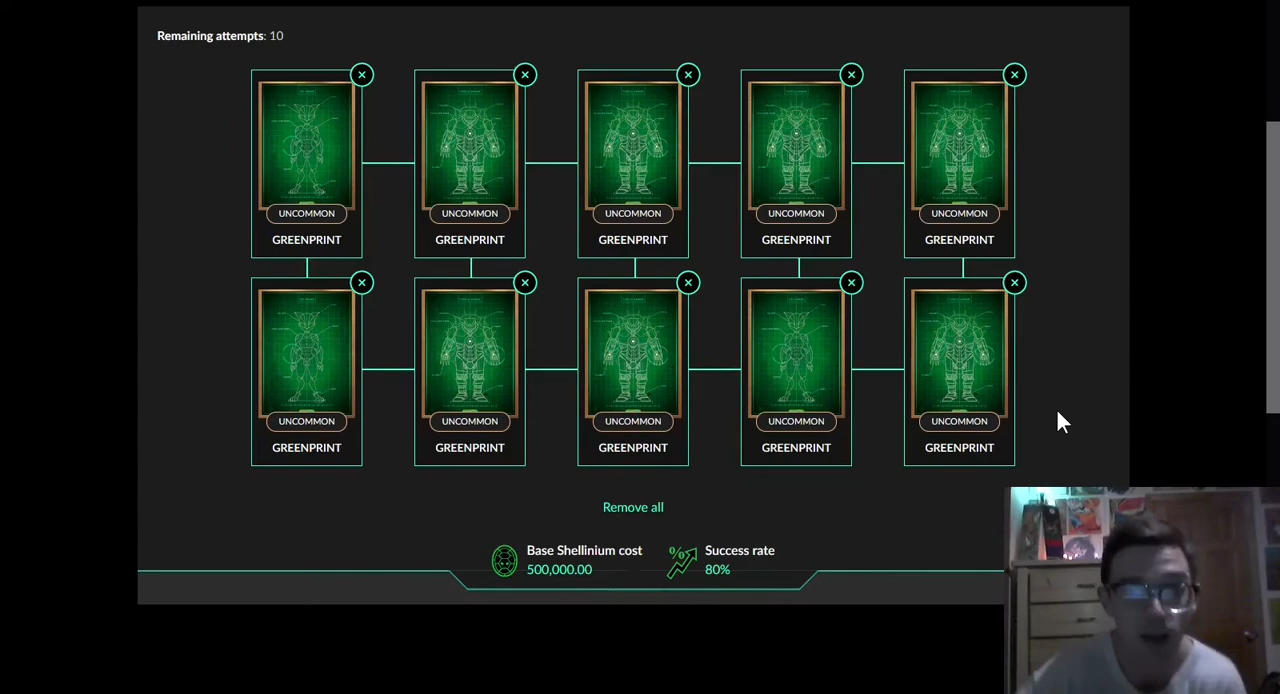 Remaining attempts: 10
UNCOMMON UNCOMMON UNCOMMON UNCOMMON UNCOMMON
GREENPRINT GREENPRINT GREENPRINT GREENPRINT GREENPRINT
UNCOMMON UNCOMMON UNCOMMON UNCOMMON UNCOMMON
GREENPRINT GREENPRINT GREENPRINT GREENPRINT GREENPRINT
Remove all
Base Shellinium cost
500,000.00
Success rate
80%